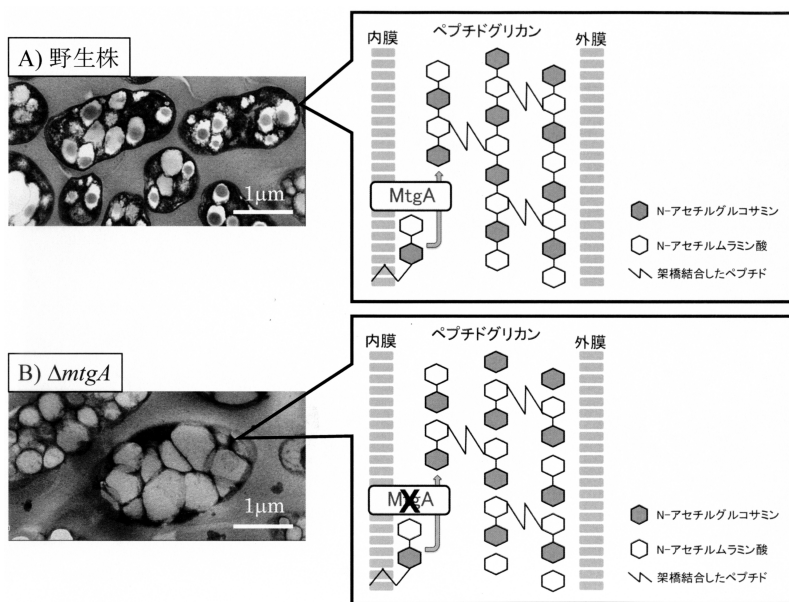 A) 野生株
1μm
内膜
ペプチドグリカン
外膜
MtgA
N-アセチルグルコサミン
N-アセチルムラミン酸
架橋結合したペプチド
B) ΔmtgA
1μm
内膜
ペプチドグリカン
外膜
MtgA
N-アセチルグルコサミン
N-アセチルムラミン酸
架橋結合したペプチド